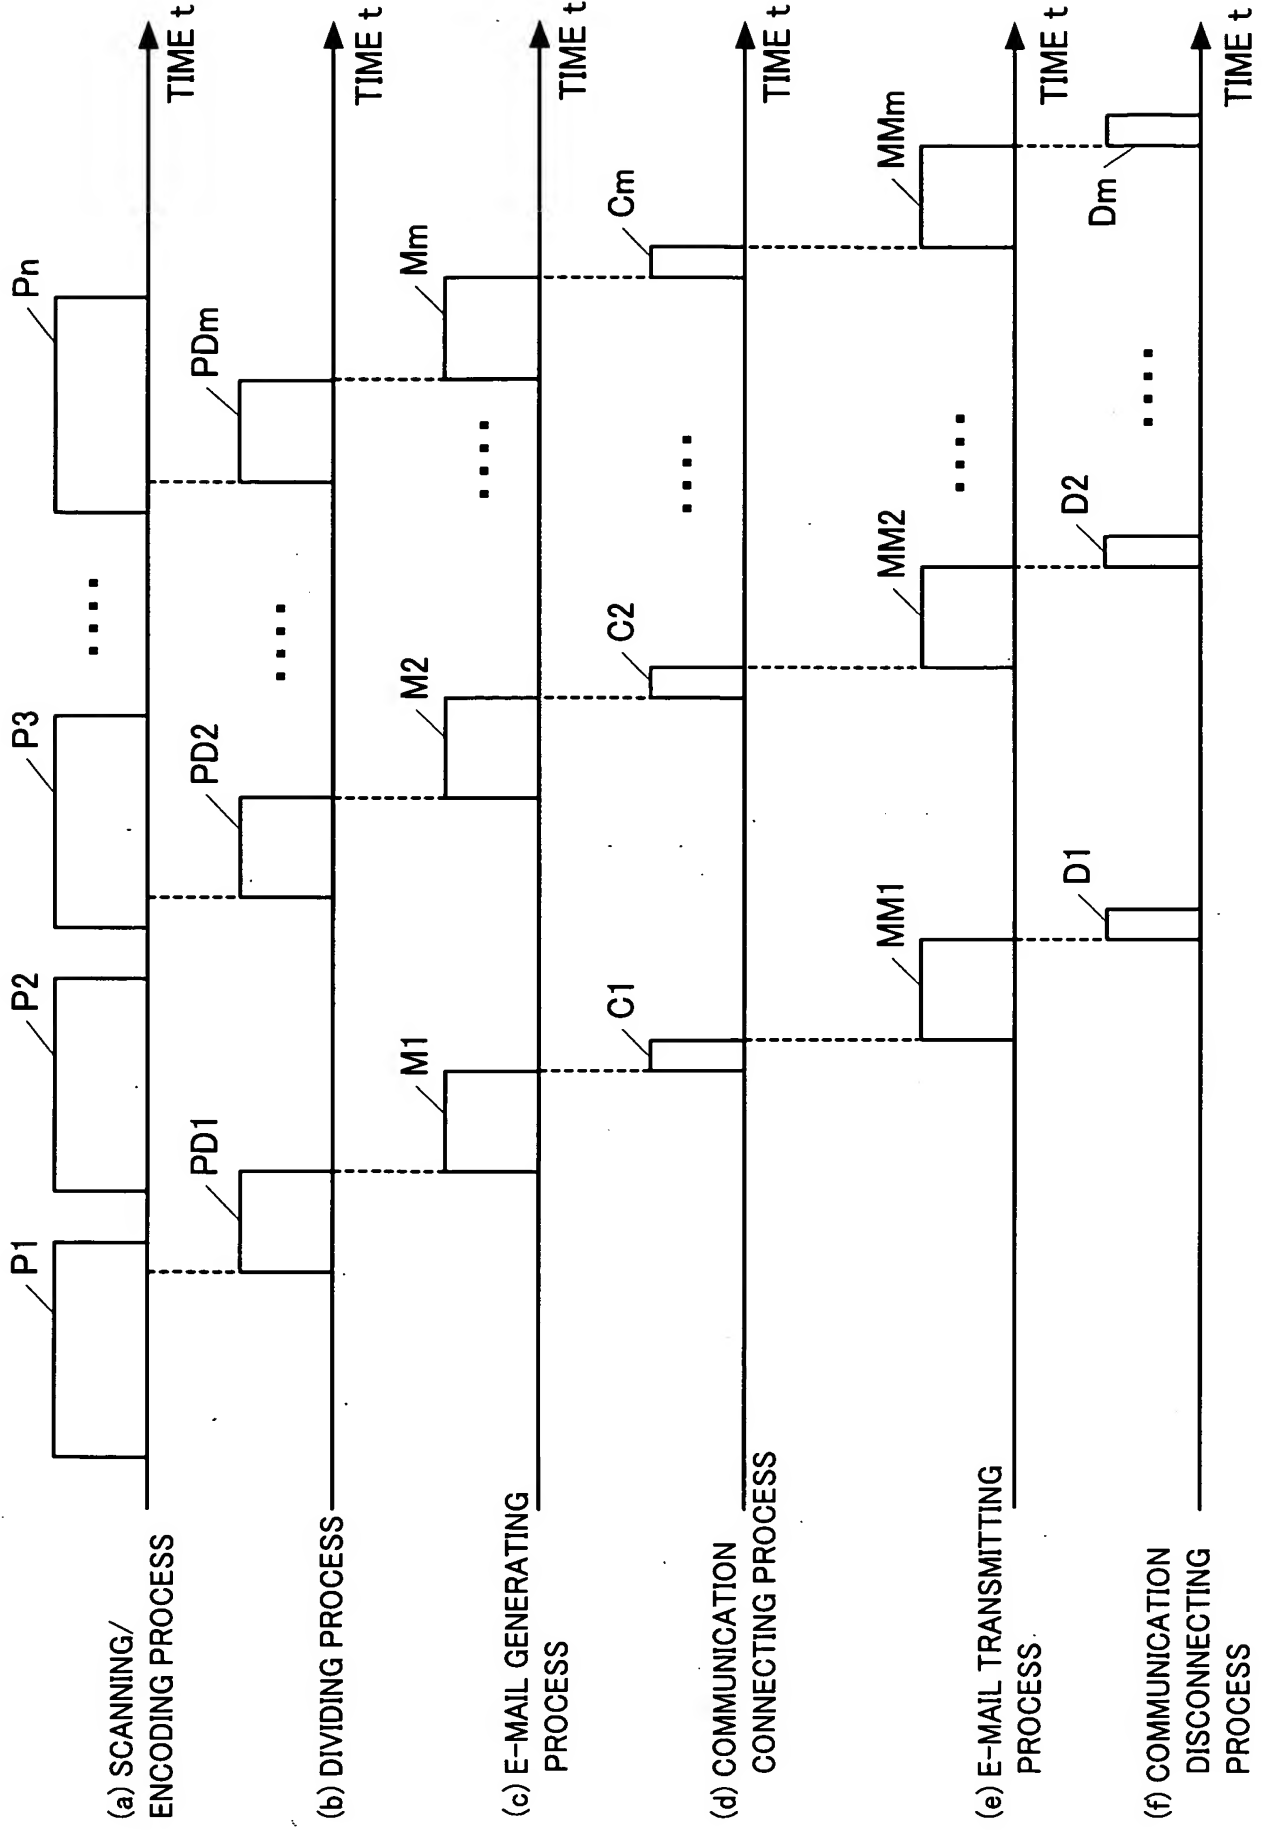 (a) SCANNING/
ENCODING PROCESS
P1
P2
P3
Pn
TIME t
(b) DIVIDING PROCESS
PD1
PD2
PDm
TIME t
(c) E-MAIL GENERATING
PROCESS
M1
M2
Mm
TIME t
(d) COMMUNICATION
CONNECTING PROCESS
C1
C2
Cm
TIME t
(e) E-MAIL TRANSMITTING
PROCESS
MM1
MM2
MMm
TIME t
(f) COMMUNICATION
DISCONNECTING
PROCESS
D1
D2
Dm
TIME t